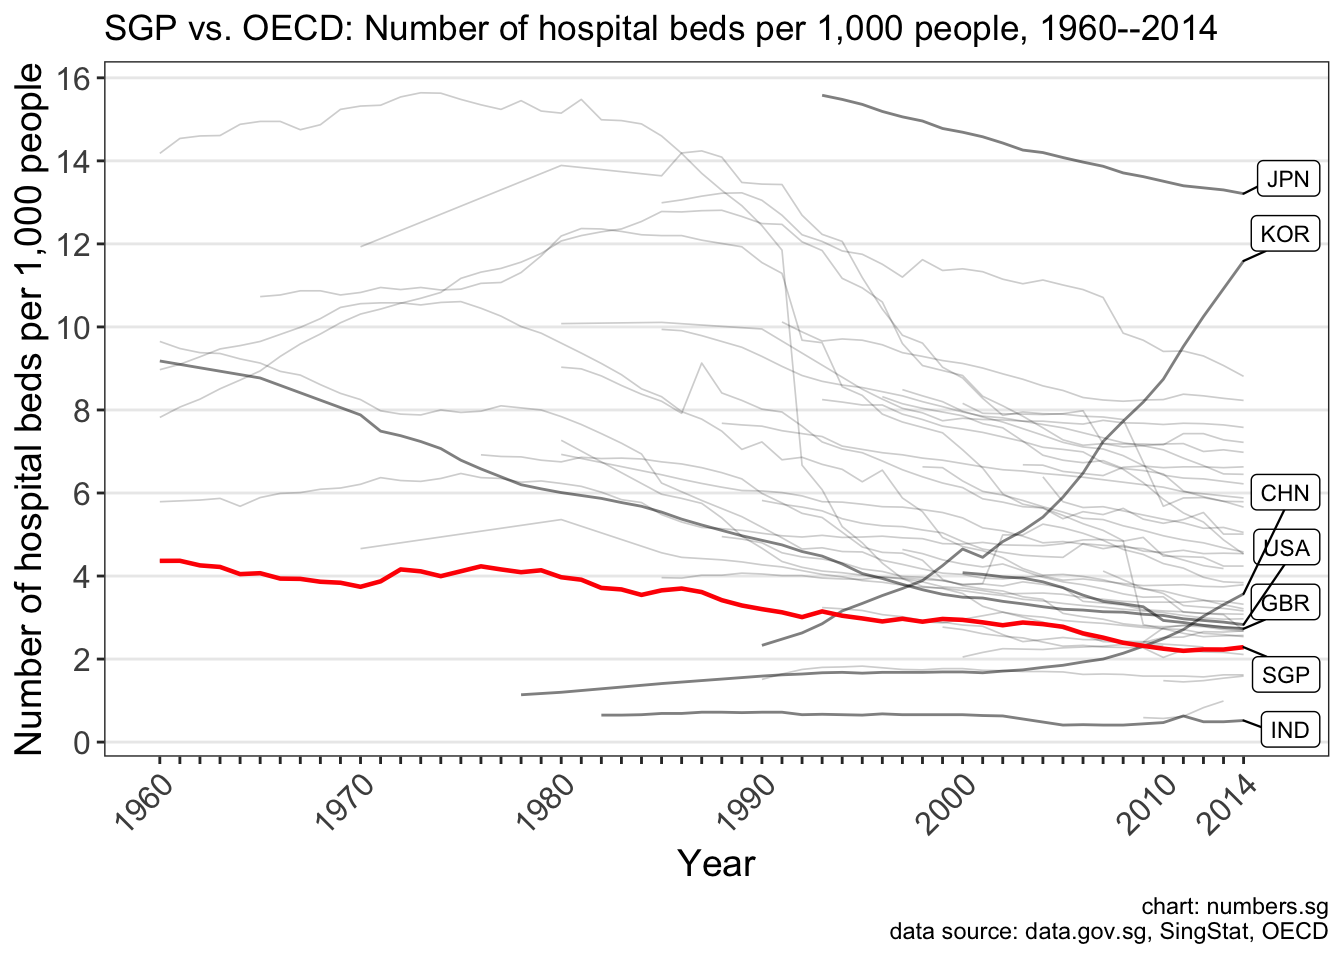 SGP vs. OECD: Number of hospital beds per 1,000 people, 1960--2014
Number of hospital beds per 1,000 people
16
14
12
10
8
6
4
2
0
JPN
KOR
CHN
USA
GBR
SGP
IND
1960
1970
1980
1990
2000
2010
2014
Year
chart: numbers.sg
data source: data.gov.sg, SingStat, OECD